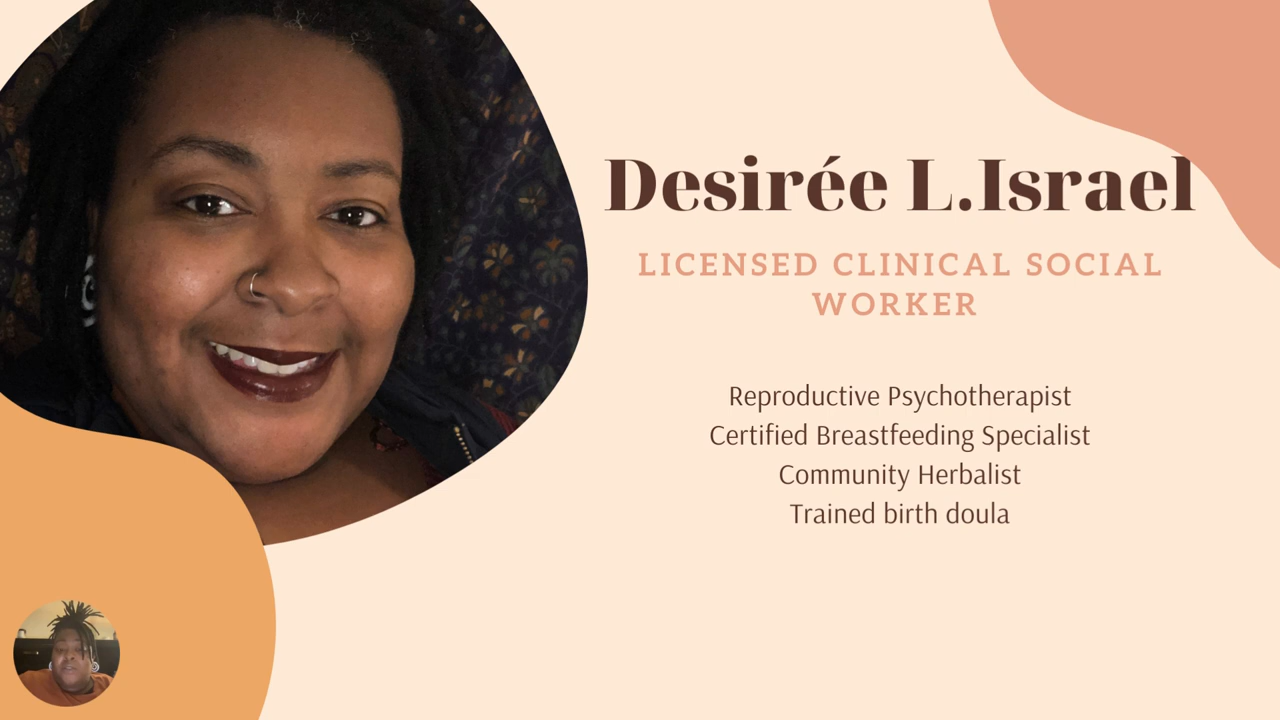 Desirée L.Israel
LICENSED CLINICAL SOCIAL
WORKER
Reproductive Psychotherapist
Certified Breastfeeding Specialist
Community Herbalist
Trained birth doula